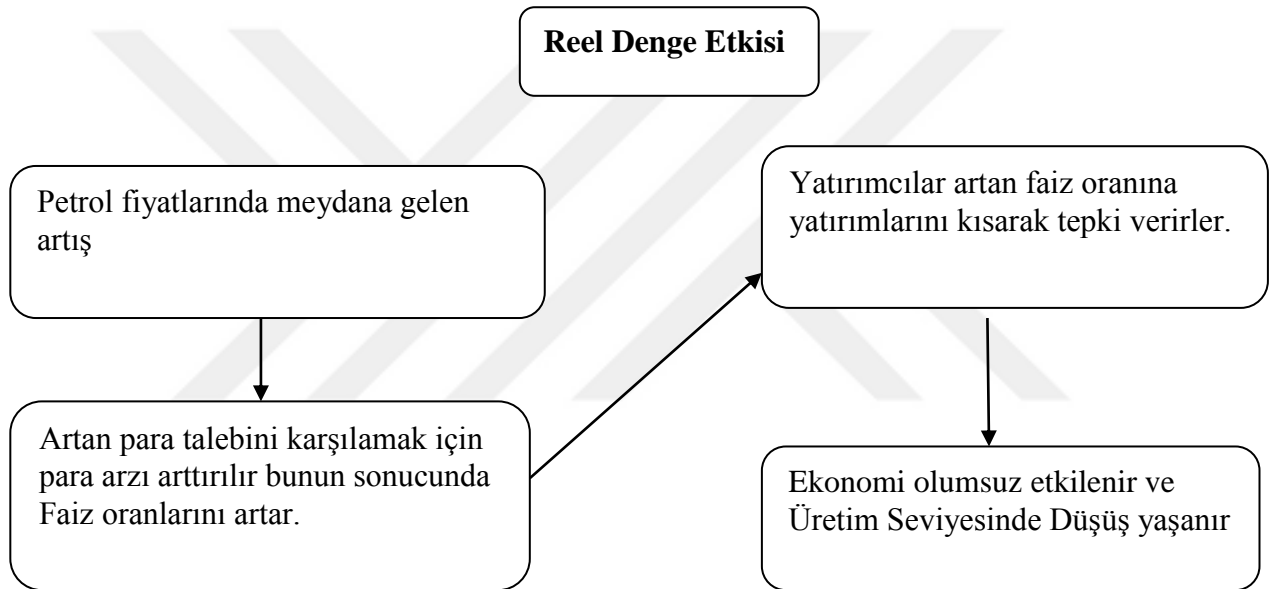 Reel Denge Etkisi
Petrol fiyatlarında meydana gelen
artış
Artan para talebini karşılamak için
para arzı arttırılır bunun sonucunda
Faiz oranlarını artar.
Yatırımcılar artan faiz oranına
yatırımlarını kısarak tepki verirler.
Ekonomi olumsuz etkilenir ve
Üretim Seviyesinde Düşüş yaşanır